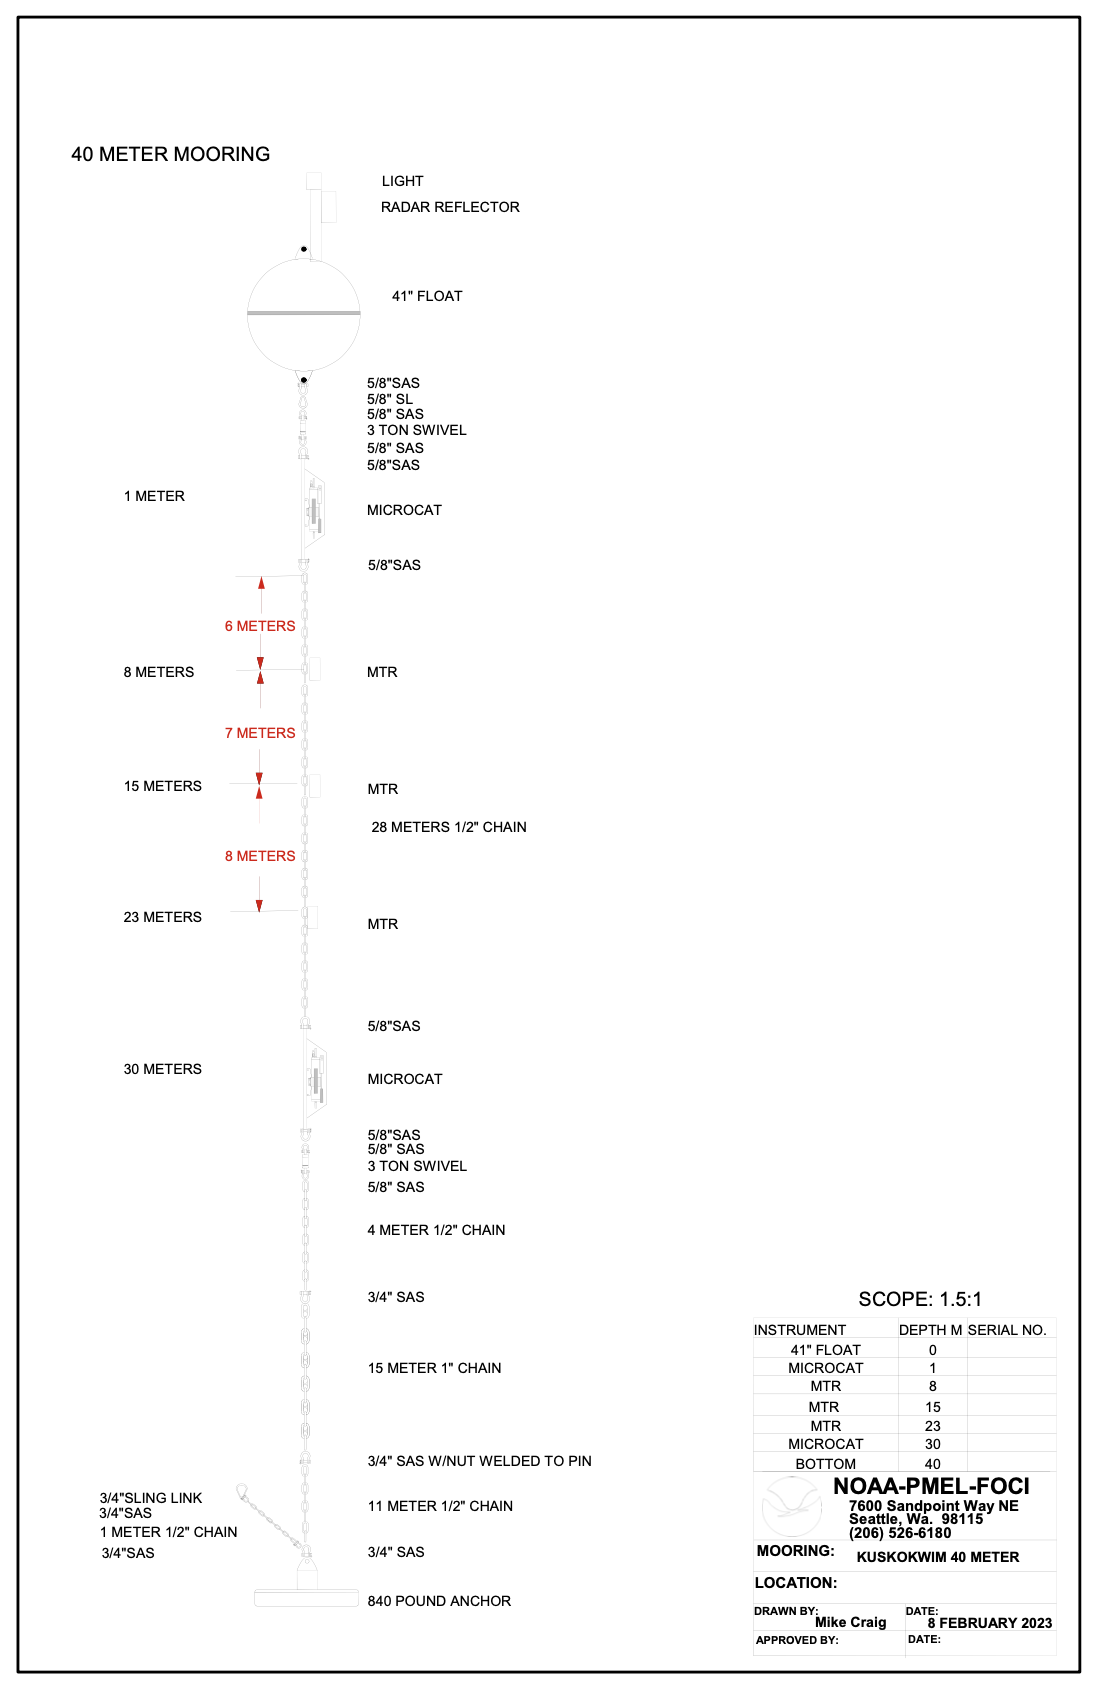 40 METER MOORING
LIGHT
RADAR REFLECTOR
41" FLOAT
5/8"SAS
5/8" SL
5/8" SAS
3 TON SWIVEL
5/8" SAS
5/8"SAS
1 METER
MICROCAT
5/8"SAS
6 METERS
8 METERS
MTR
7 METERS
15 METERS
MTR
28 METERS 1/2" CHAIN
8 METERS
23 METERS
MTR
5/8"SAS
30 METERS
MICROCAT
5/8"SAS
5/8" SAS
3 TON SWIVEL
5/8" SAS
4 METER 1/2" CHAIN
3/4" SAS
15 METER 1" CHAIN
3/4" SAS W/NUT WELDED TO PIN
3/4"SLING LINK
3/4"SAS
1 METER 1/2" CHAIN
3/4"SAS
11 METER 1/2" CHAIN
3/4" SAS
840 POUND ANCHOR
SCOPE: 1.5:1
INSTRUMENT DEPTH M SERIAL NO.
41" FLOAT 0
MICROCAT 1
MTR 8
MTR 15
MTR 23
MICROCAT 30
BOTTOM 40
NOAA-PMEL-FOCI
7600 Sandpoint Way NE
Seattle, Wa. 98115
(206) 526-6180
MOORING: KUSKOKWIM 40 METER
LOCATION:
DRAWN BY: Mike Craig DATE: 8 FEBRUARY 2023
APPROVED BY: DATE: